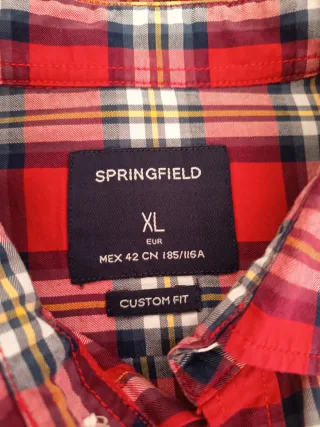 SPRINGFIELD
XL
EUR
MEX 42 CN 185/116A
CUSTOM FIT